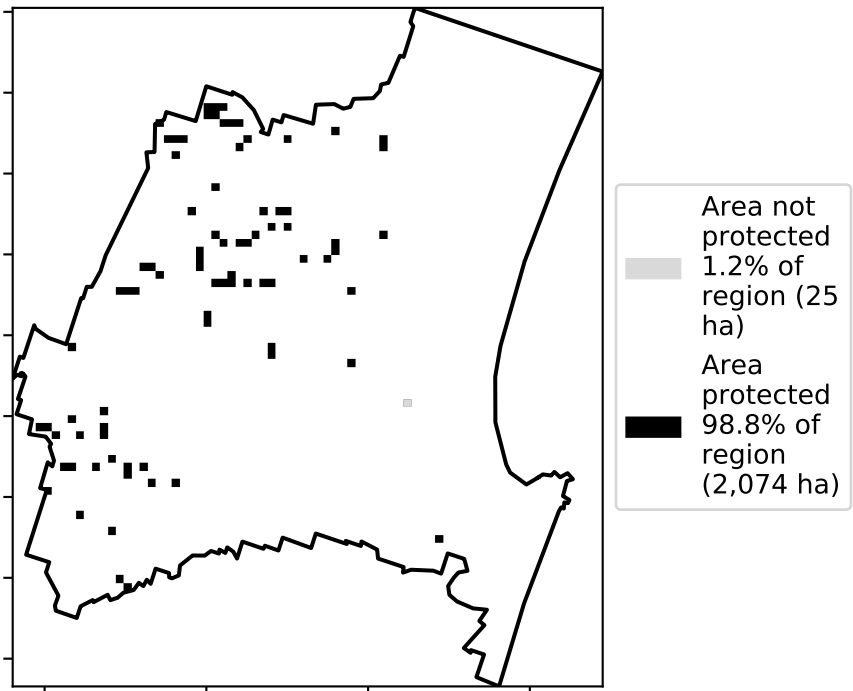 Area not
protected
1.2% of
region (25
ha)
Area
protected
98.8% of
region
(2,074 ha)